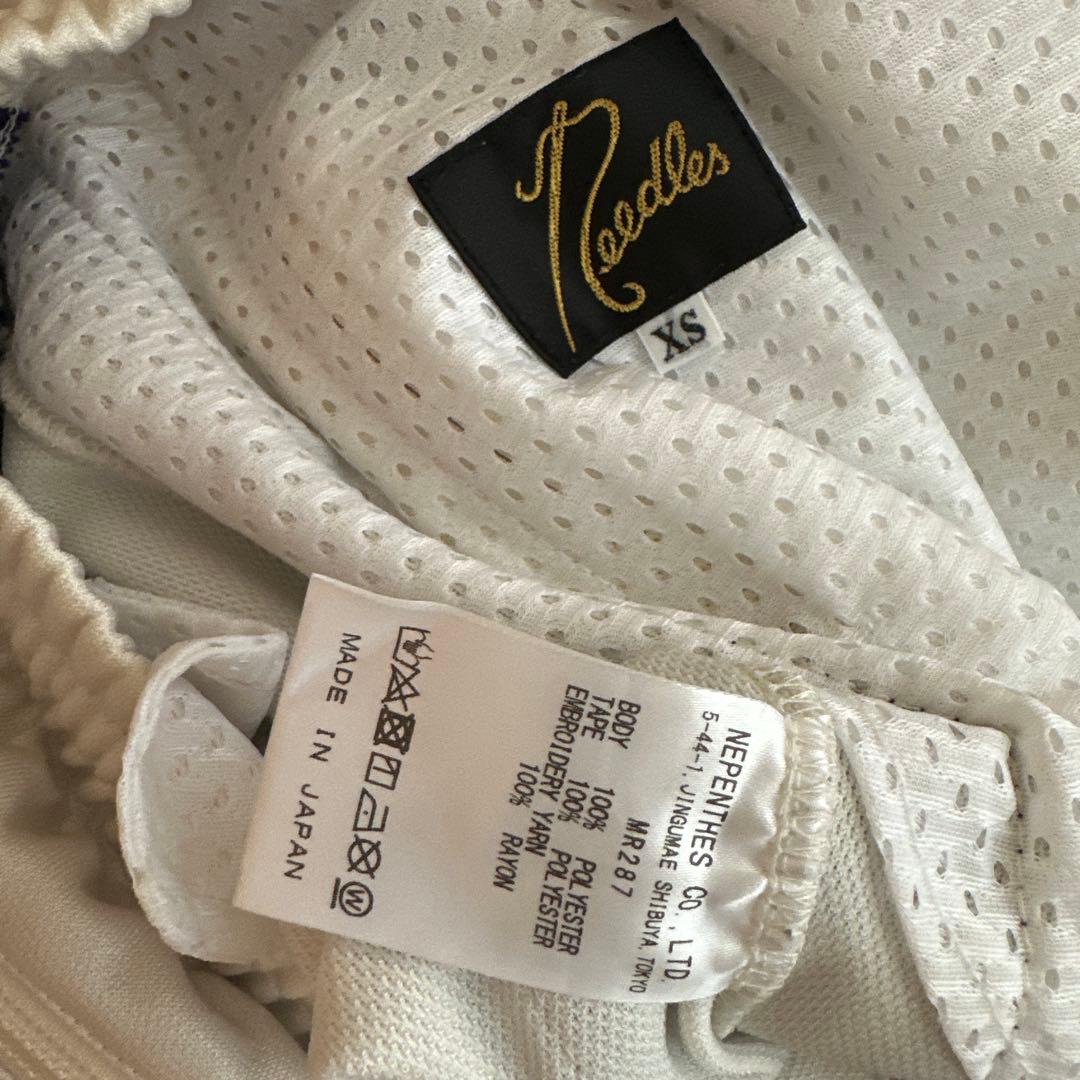 Needles
XS
NEPENTHES CO., LTD.
5-44-1, JINGUMAE SHIBUYA, TOKYO
MR287
BODY 100% POLYESTER
TAPE 100% POLYESTER
EMBROIDERY YARN
100% RAYON
W
MADE IN JAPAN